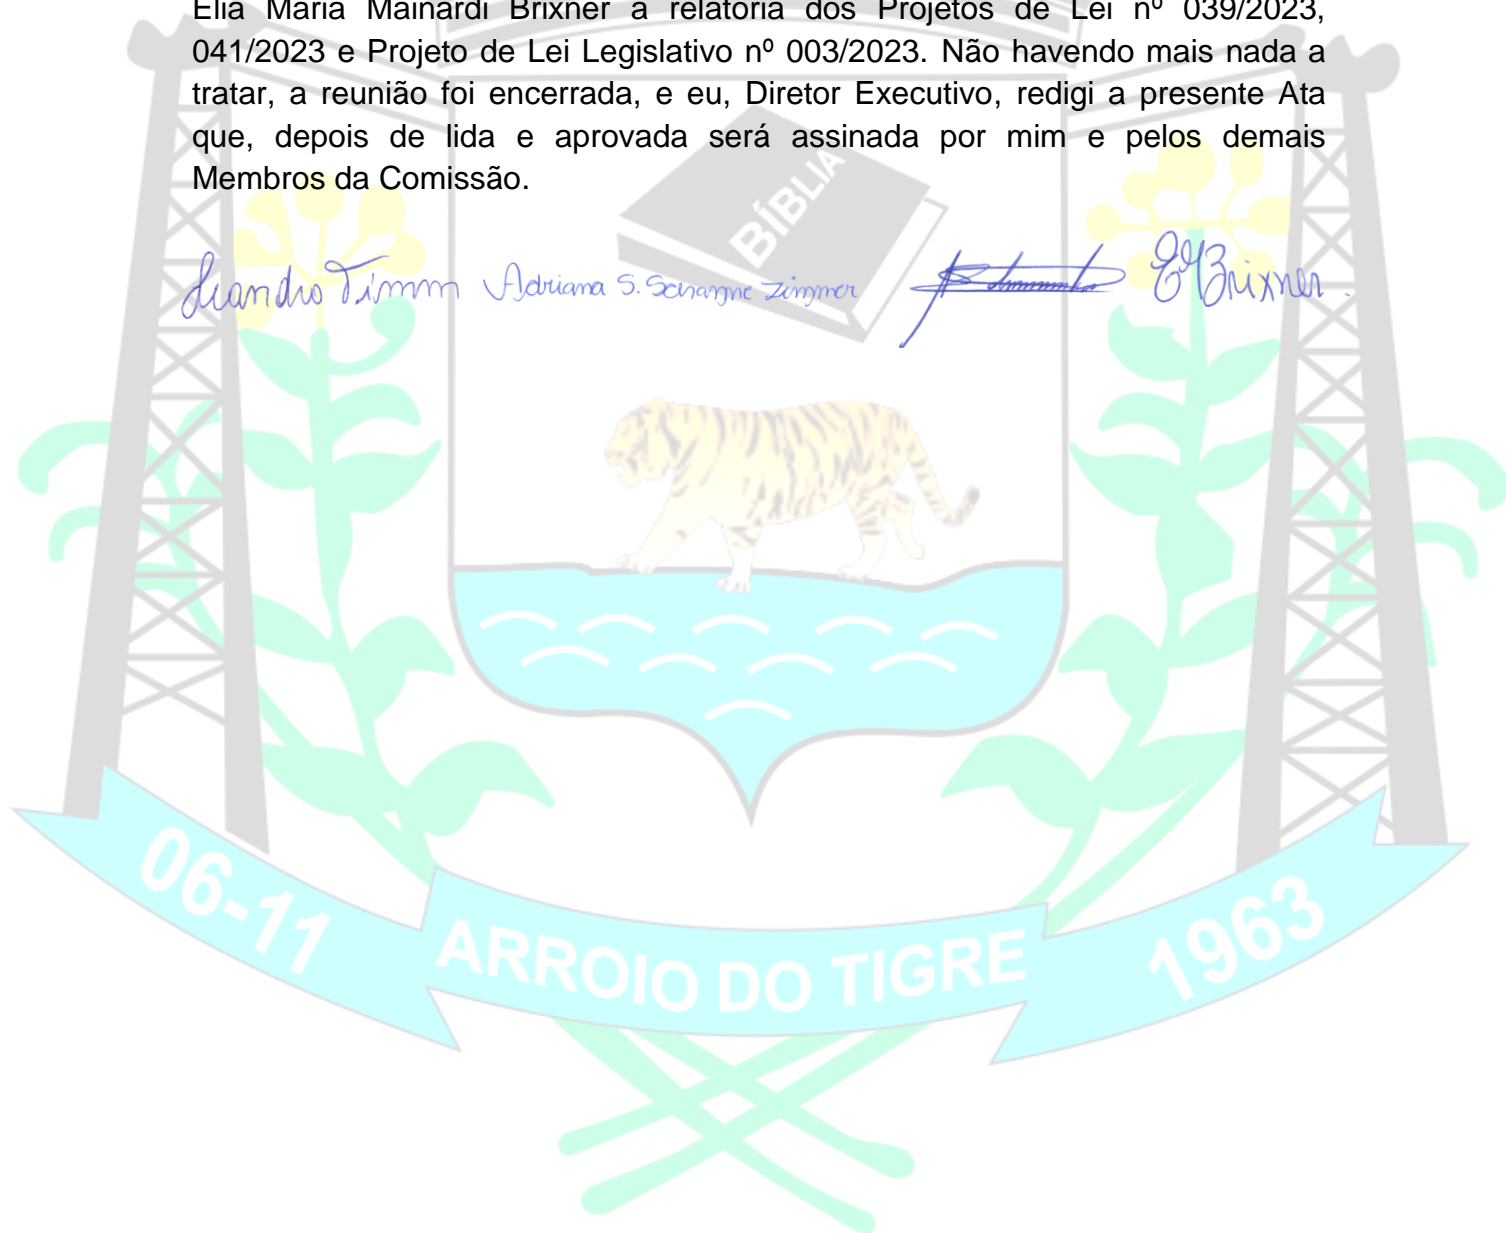 Elia Maria Mainardi Brixner a relatoria dos Projetos de Lei nº 039/2023,
041/2023 e Projeto de Lei Legislativo nº 003/2023. Não havendo mais nada a
tratar, a reunião foi encerrada, e eu, Diretor Executivo, redigi a presente Ata
que, depois de lida e aprovada será assinada por mim e pelos demais
Membros da Comissão.
BÍBLIA
Leandro Timm Adriana S. Zimmer EMBrixner.
06-11 ARROIO DO TIGRE 1963